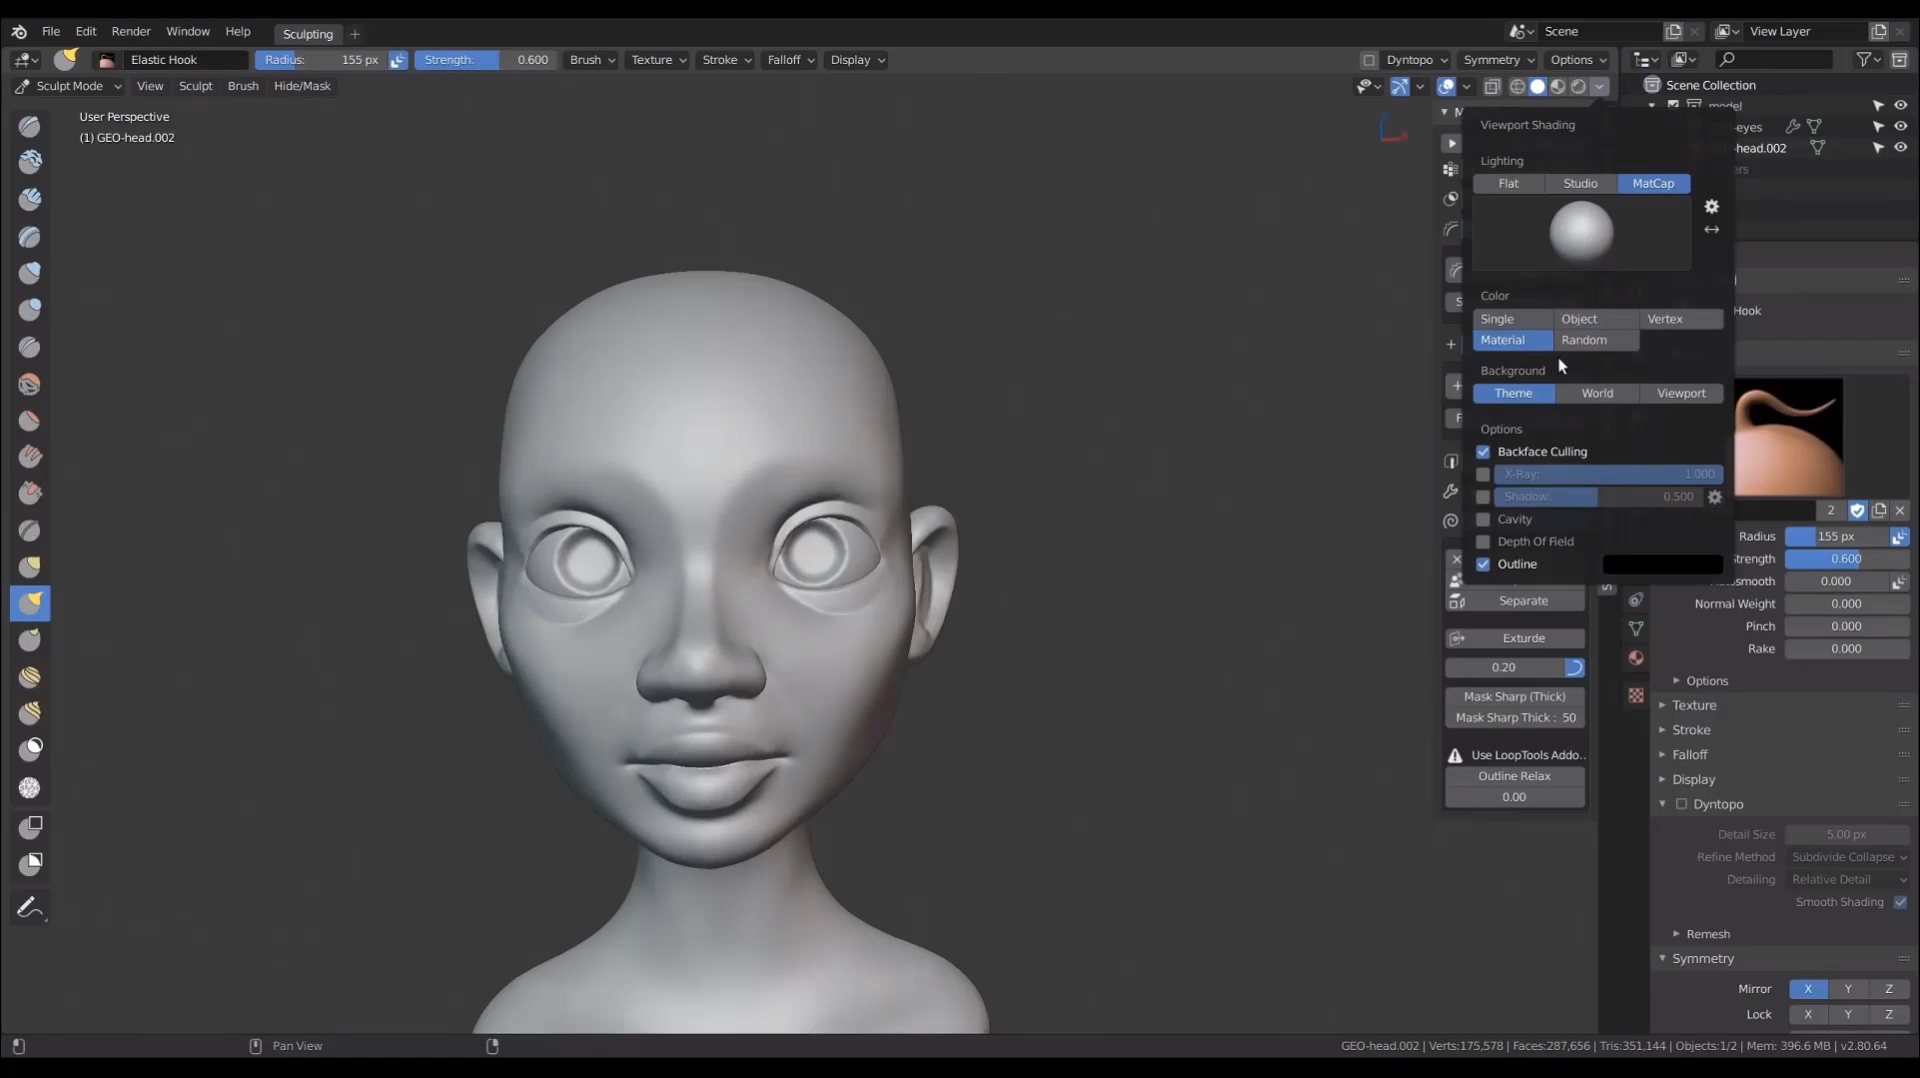 File Edit Render Window Help Sculpting + Scene View Layer
Elastic Hook Radius: 155 px Strength: 0.600 Brush Texture Stroke Falloff Display Dyntopo Symmetry Options
Sculpt Mode View Sculpt Brush Hide/Mask Scene Collection
User Perspective
(1) GEO-head.002
model
-eyes
-head.002
Viewport Shading
Lighting
Flat Studio MatCap
Color
Single Object Vertex
Material Random
Background
Theme World Viewport
Options
Backface Culling
X-Ray: 1.000
Shadow: 0.500
Cavity
Depth Of Field
Outline
Hook
2
Radius 155 px
Strength 0.600
Autosmooth 0.000
Normal Weight 0.000
Pinch 0.000
Rake 0.000
Options
Texture
Stroke
Falloff
Display
Dyntopo
Detail Size 5.00 px
Refine Method Subdivide Collapse
Detailing Relative Detail
Smooth Shading
Remesh
Symmetry
Mirror X Y Z
Lock X Y Z
Separate
Exturde
0.20
Mask Sharp (Thick)
Mask Sharp Thick : 50
Use LoopTools Addo..
Outline Relax
0.00
Pan View
GEO-head.002 | Verts:175,578 | Faces:287,656 | Tris:351,144 | Objects:1/2 | Mem: 396.6 MB | v2.80.64